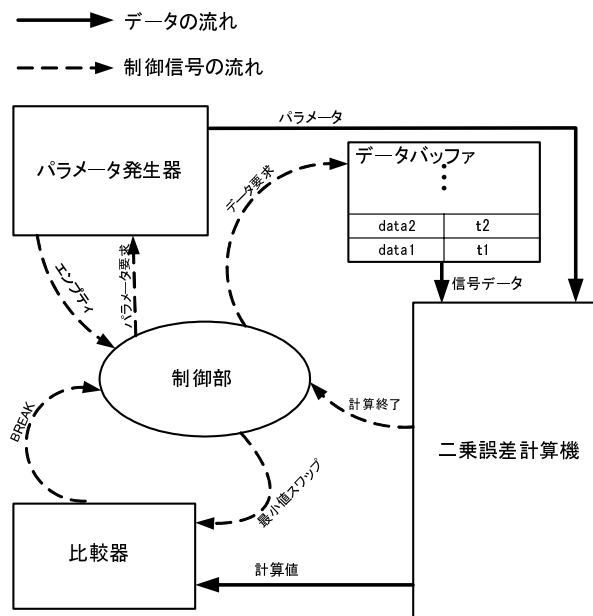 データの流れ
制御信号の流れ
パラメータ
パラメータ発生器
データバッファ
データ要求
data2 t2
data1 t1
エンプティ
パラメータ要求
信号データ
制御部
計算終了
BREAK
二乗誤差計算機
最小値スワップ
比較器
計算値